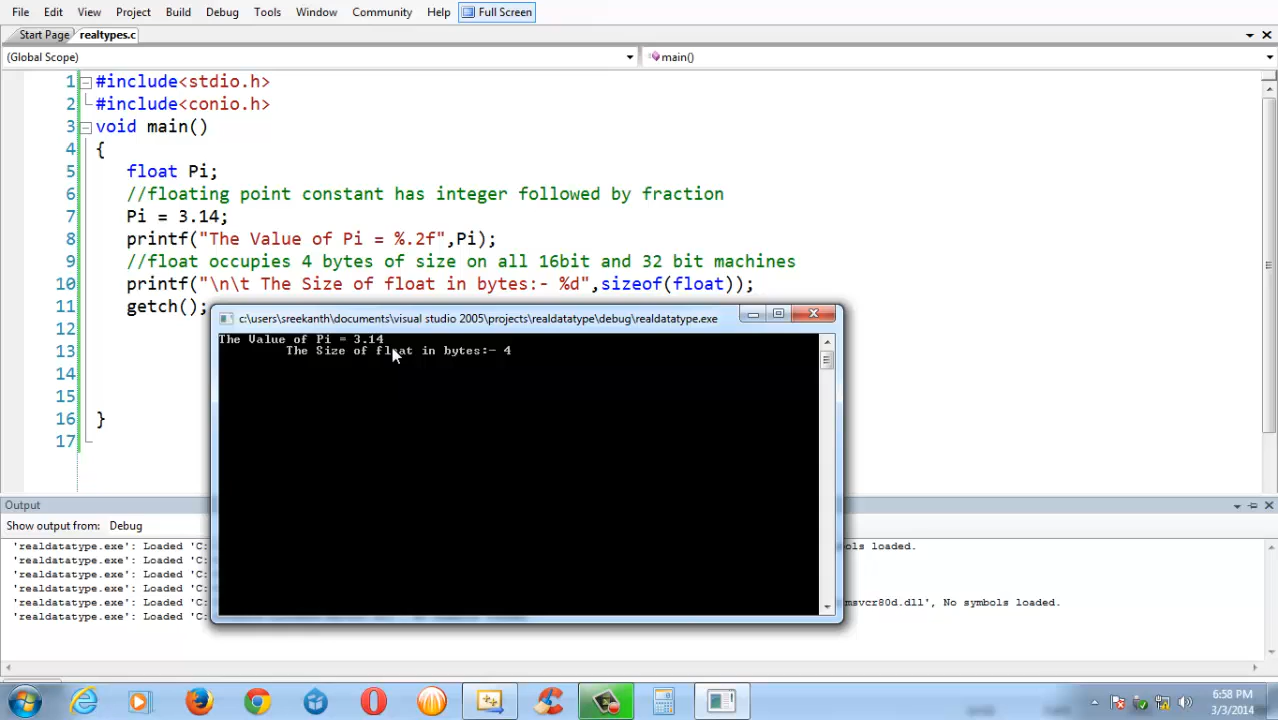 File Edit View Project Build Debug Tools Window Community Help Full Screen
Start Page realtypes.c
(Global Scope) main()
1 #include<stdio.h>
2 #include<conio.h>
3 void main()
4 {
5 float Pi;
6 //floating point constant has integer followed by fraction
7 Pi = 3.14;
8 printf("The Value of Pi = %.2f",Pi);
9 //float occupies 4 bytes of size on all 16bit and 32 bit machines
10 printf("\n\t The Size of float in bytes:- %d",sizeof(float));
11 getch();
12
13
14
15
16 }
17
c:\users\sreekanth\documents\visual studio 2005\projects\realdatatype\debug\realdatatype.exe
The Value of Pi = 3.14
The Size of float in bytes:- 4
Output
Show output from: Debug
'realdatatype.exe': Loaded 'C: ols loaded.
'realdatatype.exe': Loaded 'C:
'realdatatype.exe': Loaded 'C:
'realdatatype.exe': Loaded 'C:
'realdatatype.exe': Loaded 'C: msvcr80d.dll', No symbols loaded.
'realdatatype.exe': Loaded 'C:
6:58 PM
3/3/2014